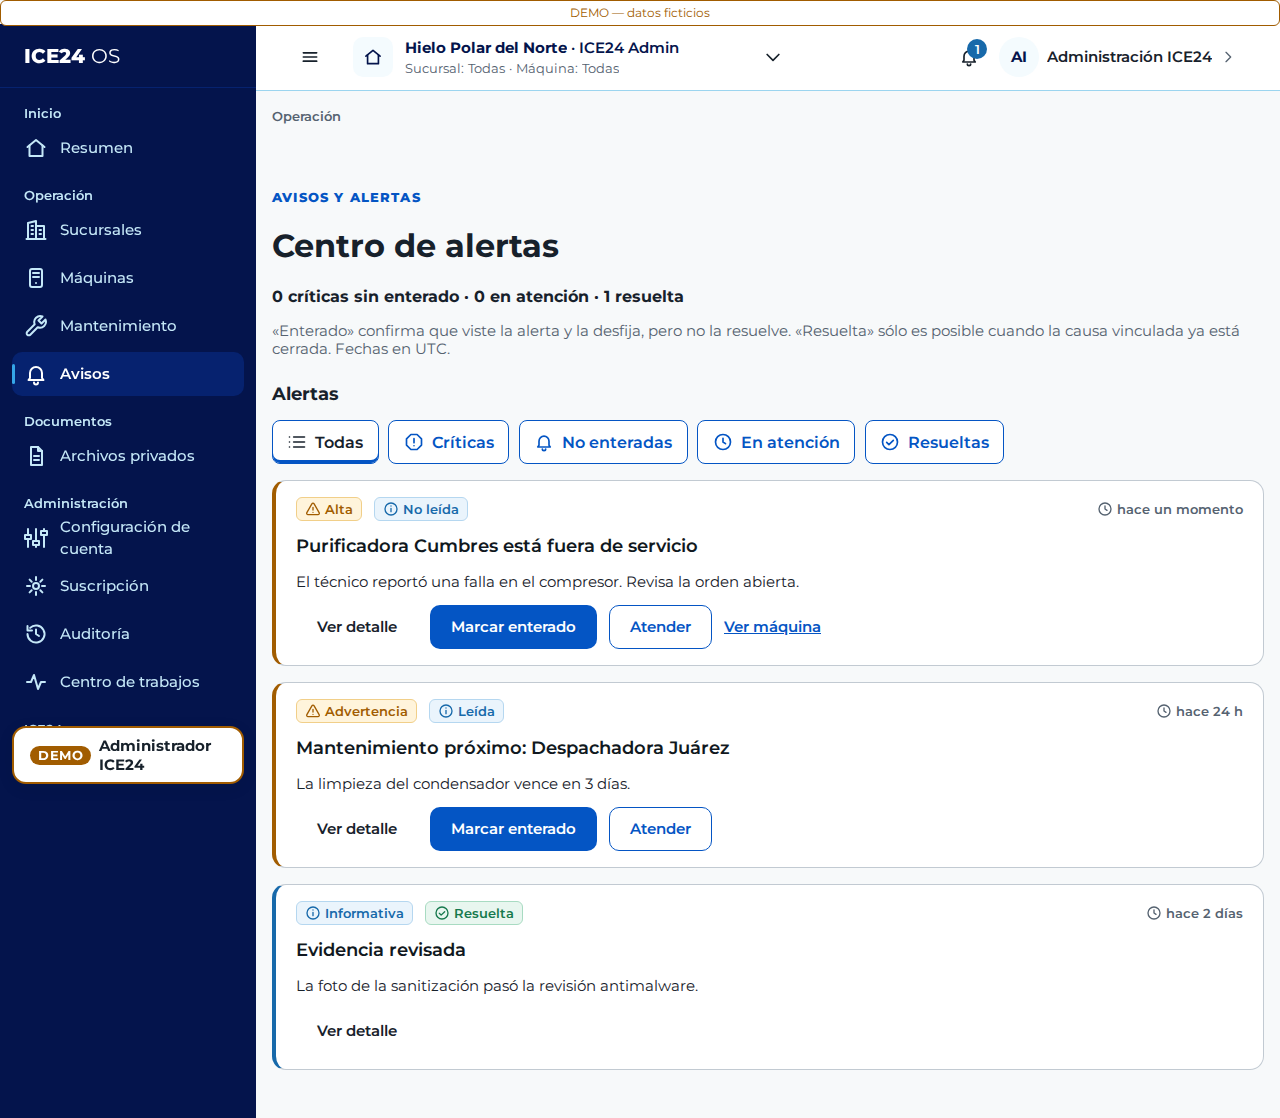 DEMO — datos ficticios
ICE24 OS
Inicio
Resumen
Operación
Sucursales
Máquinas
Mantenimiento
Avisos
Documentos
Archivos privados
Administración
Configuración de
cuenta
Suscripción
Auditoría
Centro de trabajos
DEMO Administrador
ICE24
Hielo Polar del Norte · ICE24 Admin
Sucursal: Todas · Máquina: Todas
1
AI Administración ICE24
Operación
AVISOS Y ALERTAS
Centro de alertas
0 críticas sin enterado · 0 en atención · 1 resuelta
«Enterado» confirma que viste la alerta y la desfija, pero no la resuelve. «Resuelta» sólo es posible cuando la causa vinculada ya está
cerrada. Fechas en UTC.
Alertas
Todas Críticas No enteradas En atención Resueltas
Alta No leída hace un momento
Purificadora Cumbres está fuera de servicio
El técnico reportó una falla en el compresor. Revisa la orden abierta.
Ver detalle Marcar enterado Atender Ver máquina
Advertencia Leída hace 24 h
Mantenimiento próximo: Despachadora Juárez
La limpieza del condensador vence en 3 días.
Ver detalle Marcar enterado Atender
Informativa Resuelta hace 2 días
Evidencia revisada
La foto de la sanitización pasó la revisión antimalware.
Ver detalle